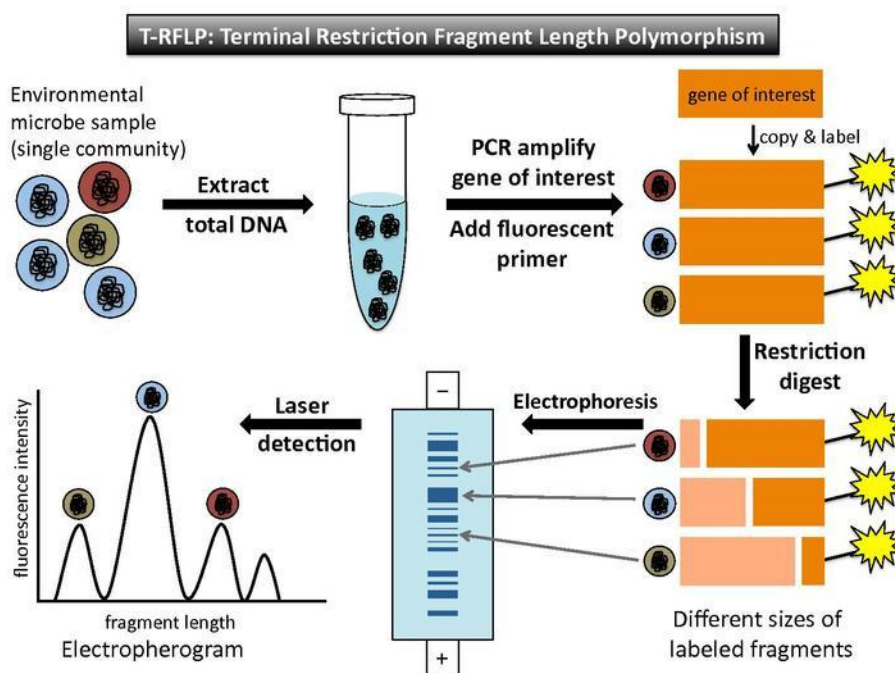 T-RFLP: Terminal Restriction Fragment Length Polymorphism
Environmental
microbe sample
(single community)
Extract
total DNA
PCR amplify
gene of interest
Add fluorescent
primer
gene of interest
copy & label
Restriction
digest
Different sizes of
labeled fragments
Electrophoresis
−
+
Laser
detection
fluorescence intensity
fragment length
Electropherogram